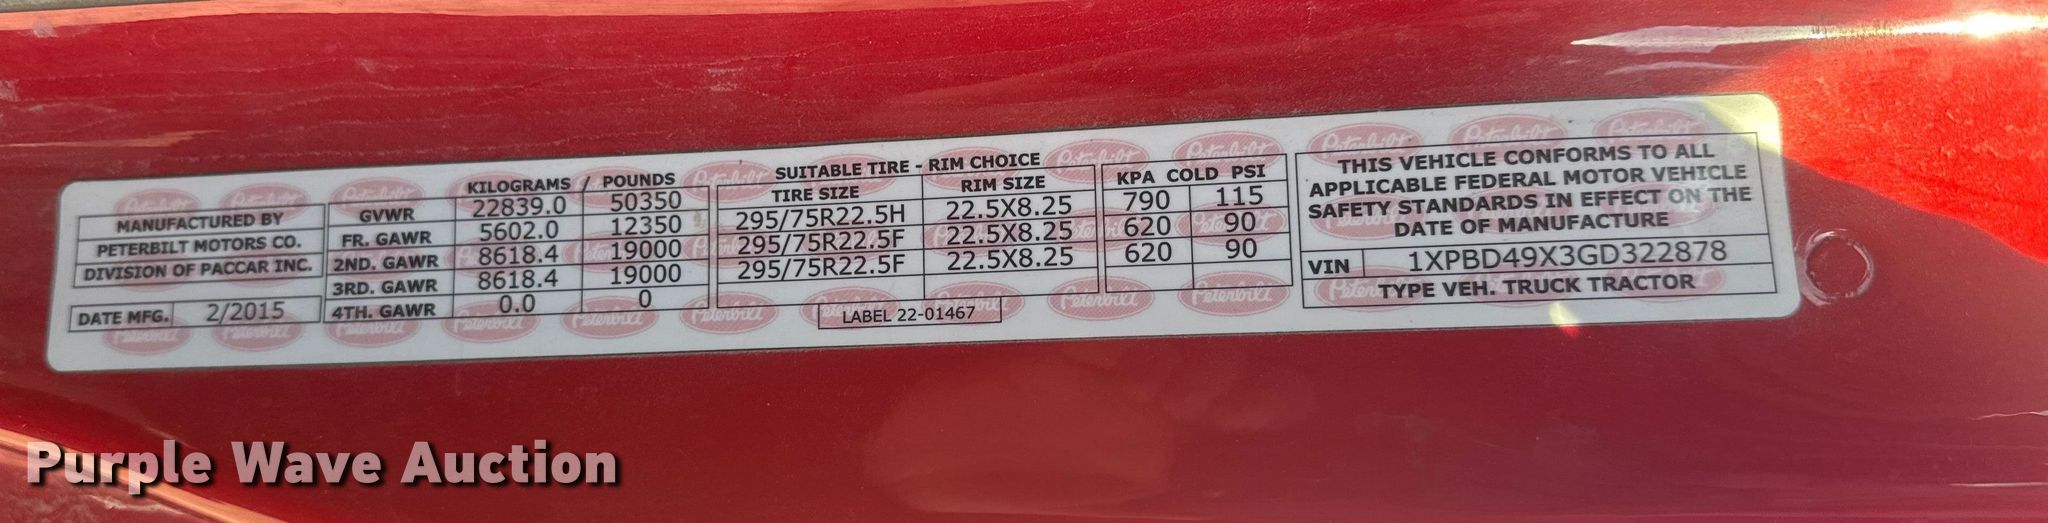 MANUFACTURED BY
PETERBILT MOTORS CO.
DIVISION OF PACCAR INC.
DATE MFG. 2/2015
KILOGRAMS / POUNDS
GVWR 22839.0 50350
FR. GAWR 5602.0 12350
2ND. GAWR 8618.4 19000
3RD. GAWR 8618.4 19000
4TH. GAWR 0.0 0
SUITABLE TIRE - RIM CHOICE
TIRE SIZE RIM SIZE KPA COLD PSI
295/75R22.5H 22.5X8.25 790 115
295/75R22.5F 22.5X8.25 620 90
295/75R22.5F 22.5X8.25 620 90
LABEL 22-01467
THIS VEHICLE CONFORMS TO ALL
APPLICABLE FEDERAL MOTOR VEHICLE
SAFETY STANDARDS IN EFFECT ON THE
DATE OF MANUFACTURE
VIN 1XPBD49X3GD322878
TYPE VEH. TRUCK TRACTOR
Peterbilt
Purple Wave Auction